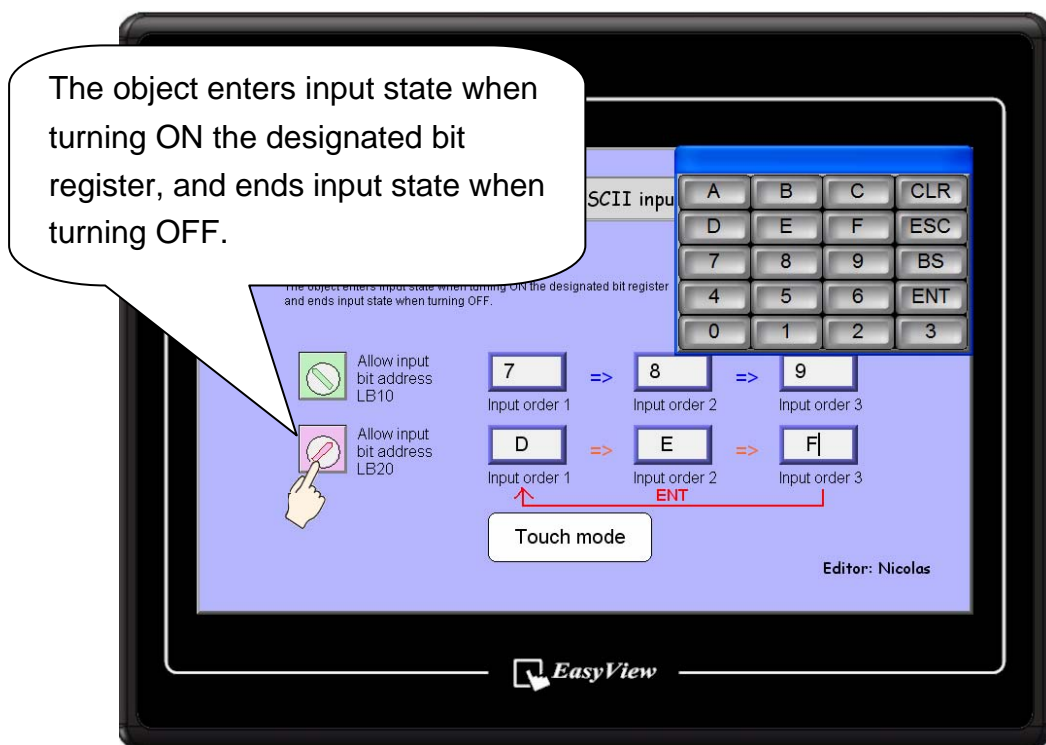 The object enters input state when
turning ON the designated bit
register, and ends input state when
turning OFF.
SCII inpu
A B C CLR
D E F ESC
7 8 9 BS
4 5 6 ENT
0 1 2 3
The object enters input state when turning ON the designated bit register
and ends input state when turning OFF.
Allow input
bit address
LB10
7 => 8 => 9
Input order 1 Input order 2 Input order 3
Allow input
bit address
LB20
D => E => F
Input order 1 Input order 2 Input order 3
ENT
Touch mode
Editor: Nicolas
EasyView